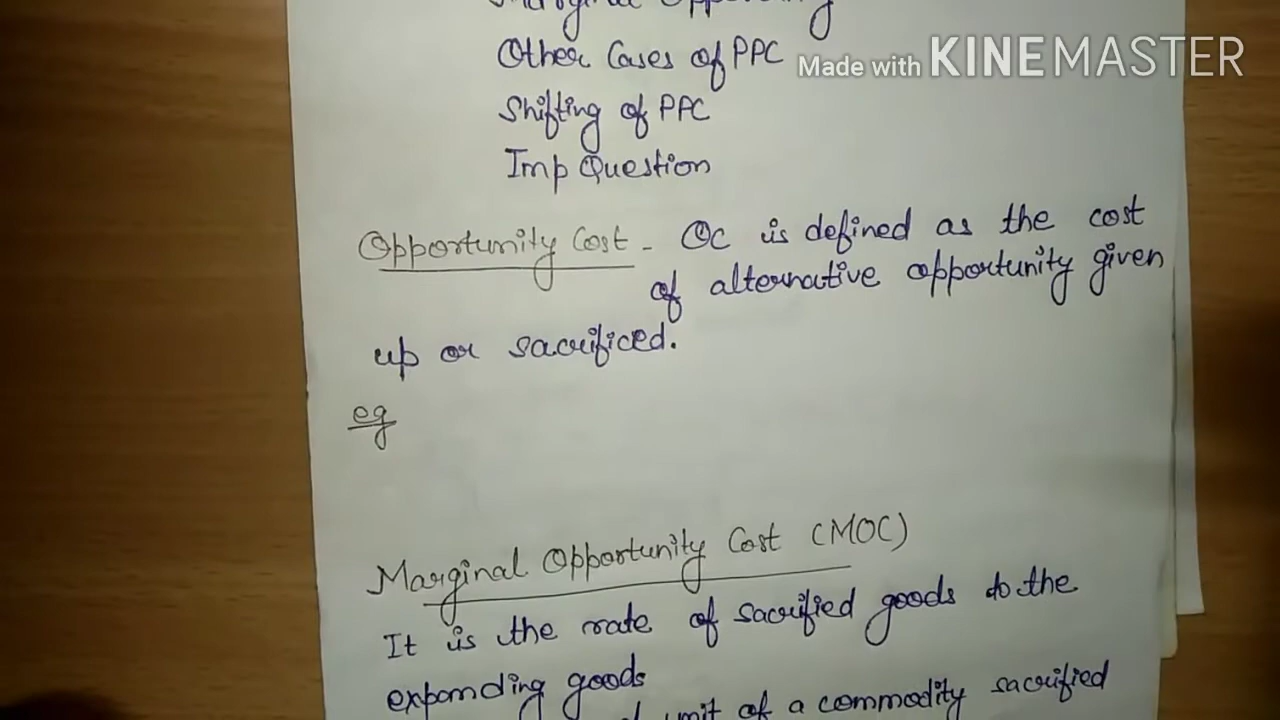 Marginal Opportunity
Other Cases of PPC
Made with KINEMASTER
Shifting of PPC
Imp Question
Opportunity Cost - OC is defined as the cost
of alternative opportunity given
up or sacrificed.
eg
Marginal Opportunity Cost (MOC)
It is the rate of sacrified goods to the
expanding goods
unit of a commodity sacrified